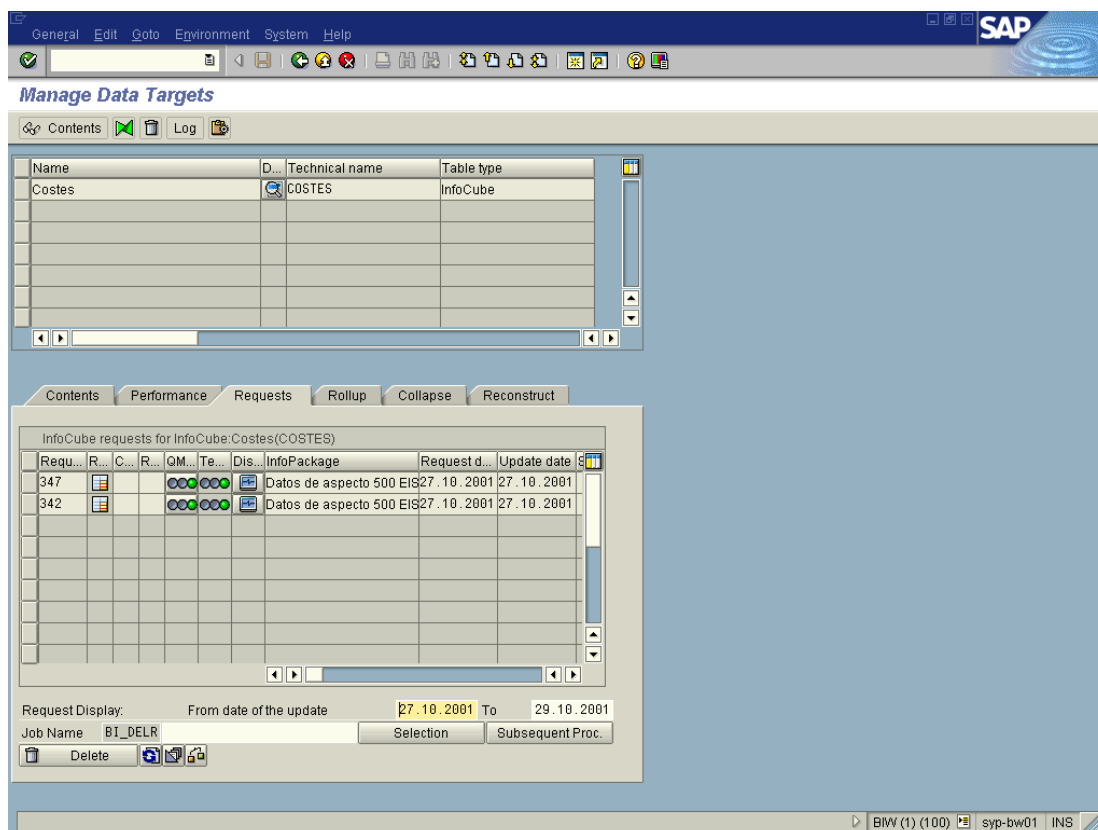 General Edit Goto Environment System Help
SAP
Manage Data Targets
Contents Log
Name D... Technical name Table type
Costes COSTES InfoCube
Contents Performance Requests Rollup Collapse Reconstruct
InfoCube requests for InfoCube:Costes(COSTES)
Requ... R... C... R... QM... Te... Dis... InfoPackage Request d... Update date S
347 Datos de aspecto 500 EIS 27.10.2001 27.10.2001
342 Datos de aspecto 500 EIS 27.10.2001 27.10.2001
Request Display: From date of the update 27.10.2001 To 29.10.2001
Job Name BI_DELR Selection Subsequent Proc.
Delete
BIW (1) (100) syp-bw01 INS